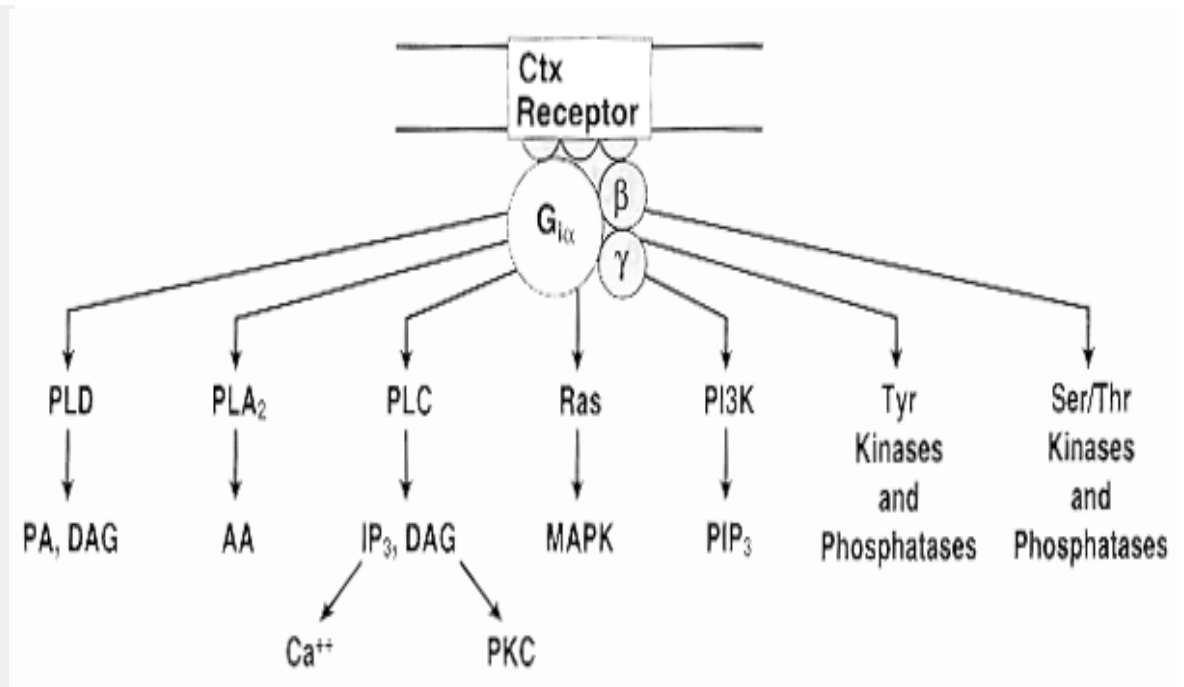 Ctx
Receptor
Giα
β
γ
PLD
PLA₂
PLC
Ras
PI3K
Tyr
Kinases
and
Phosphatases
Ser/Thr
Kinases
and
Phosphatases
PA, DAG
AA
IP₃, DAG
MAPK
PIP₃
Ca⁺⁺
PKC